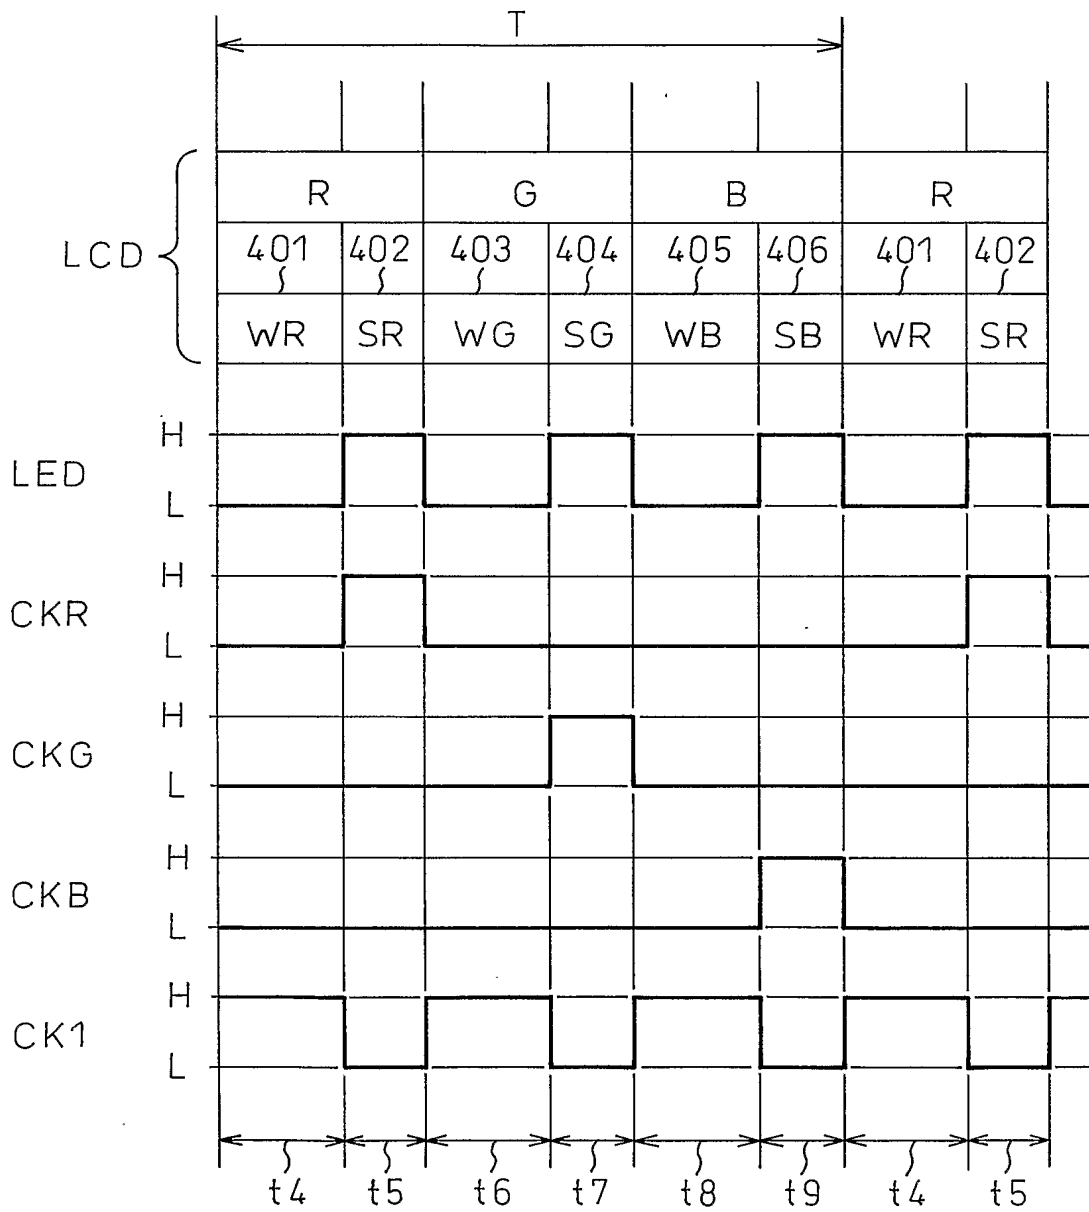 T
R G B R
LCD
401 402 403 404 405 406 401 402
WR SR WG SG WB SB WR SR
H
LED
L
H
CKR
L
H
CKG
L
H
CKB
L
H
CK1
L
t4 t5 t6 t7 t8 t9 t4 t5